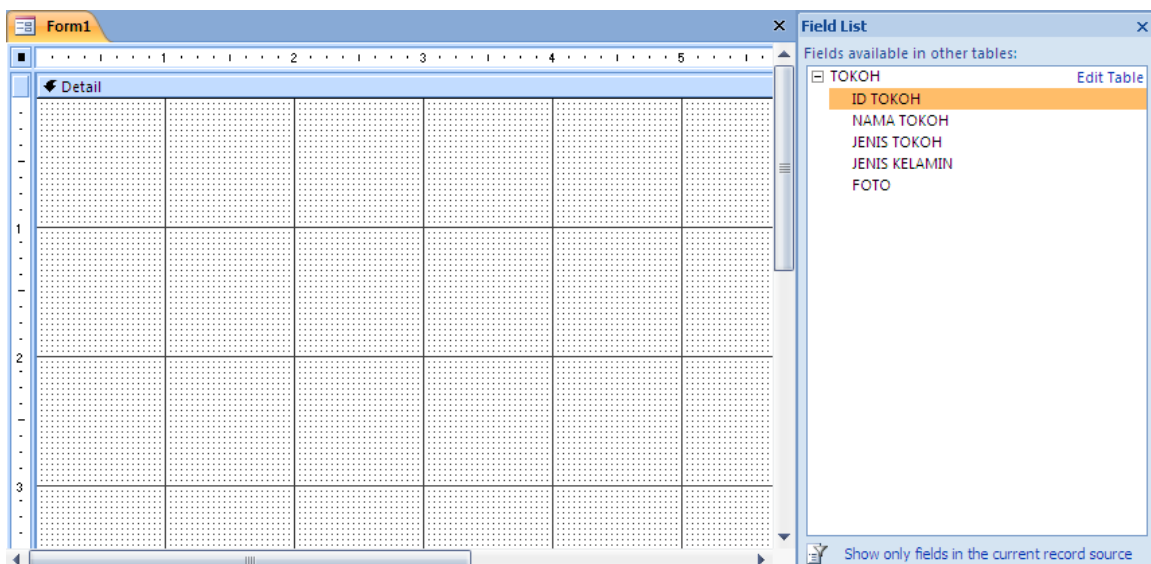 Form1
Field List
Fields available in other tables:
1 2 3 4 5
Detail
TOKOH Edit Table
ID TOKOH
NAMA TOKOH
JENIS TOKOH
JENIS KELAMIN
FOTO
1
2
3
Show only fields in the current record source